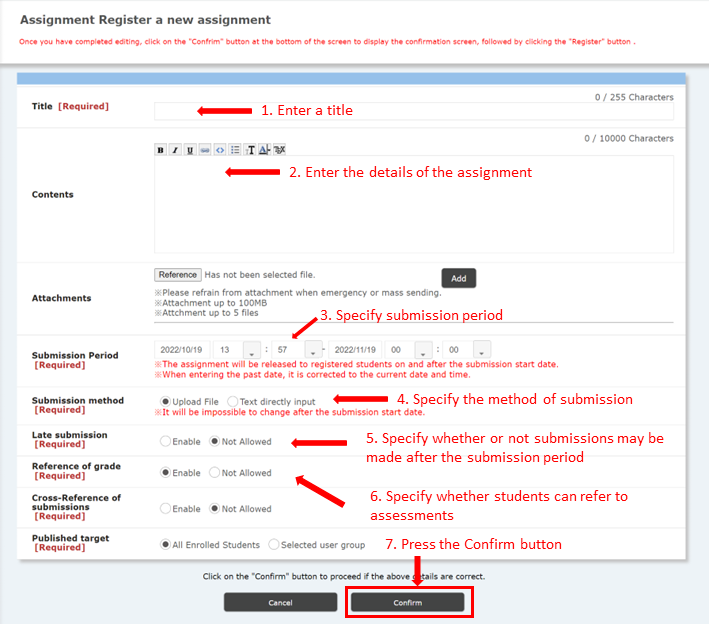 Assignment Register a new assignment
Once you have completed editing, click on the "Confrim" button at the bottom of the screen to display the confirmation screen, followed by clicking the "Register" button .
0 / 255 Characters
Title [Required]
1. Enter a title
0 / 10000 Characters
B I U
2. Enter the details of the assignment
Contents
Reference Has not been selected file.
Add
※Please refrain from attachment when emergency or mass sending.
Attachments
※Attachment up to 100MB
※Attchment up to 5 files
3. Specify submission period
Submission Period
[Required]
2022/10/19 13 : 57 - 2022/11/19 00 : 00
※The assignment will be released to registered students on and after the submission start date.
※When entering the past date, it is corrected to the current date and time.
Submission method
[Required]
Upload File Text directly input
4. Specify the method of submission
※It will be impossible to change after the submission start date.
Late submission
[Required]
Enable Not Allowed
5. Specify whether or not submissions may be
made after the submission period
Reference of grade
[Required]
Enable Not Allowed
6. Specify whether students can refer to
assessments
Cross-Reference of
submissions
[Required]
Enable Not Allowed
Published target
[Required]
All Enrolled Students Selected user group
7. Press the Confirm button
Click on the "Confirm" button to proceed if the above details are correct.
Cancel
Confirm